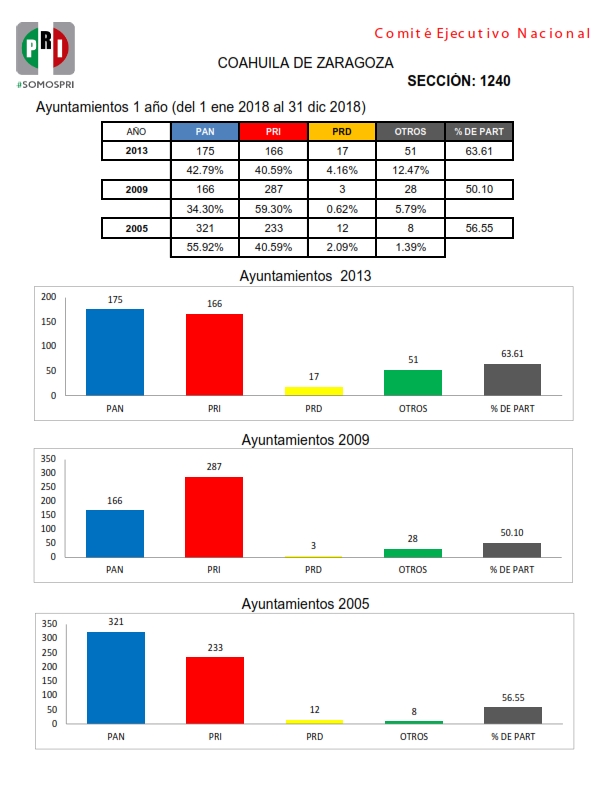 PRI
#SOMOSPRI
Comité Ejecutivo Nacional
COAHUILA DE ZARAGOZA
SECCIÓN: 1240
Ayuntamientos 1 año (del 1 ene 2018 al 31 dic 2018)
AÑO PAN PRI PRD OTROS % DE PART
2013 175 166 17 51 63.61
42.79% 40.59% 4.16% 12.47%
2009 166 287 3 28 50.10
34.30% 59.30% 0.62% 5.79%
2005 321 233 12 8 56.55
55.92% 40.59% 2.09% 1.39%
Ayuntamientos 2013
200
150
100
50
0
175 166 17 51 63.61
PAN PRI PRD OTROS % DE PART
Ayuntamientos 2009
350
300
250
200
150
100
50
0
166 287 3 28 50.10
PAN PRI PRD OTROS % DE PART
Ayuntamientos 2005
350
300
250
200
150
100
50
0
321 233 12 8 56.55
PAN PRI PRD OTROS % DE PART